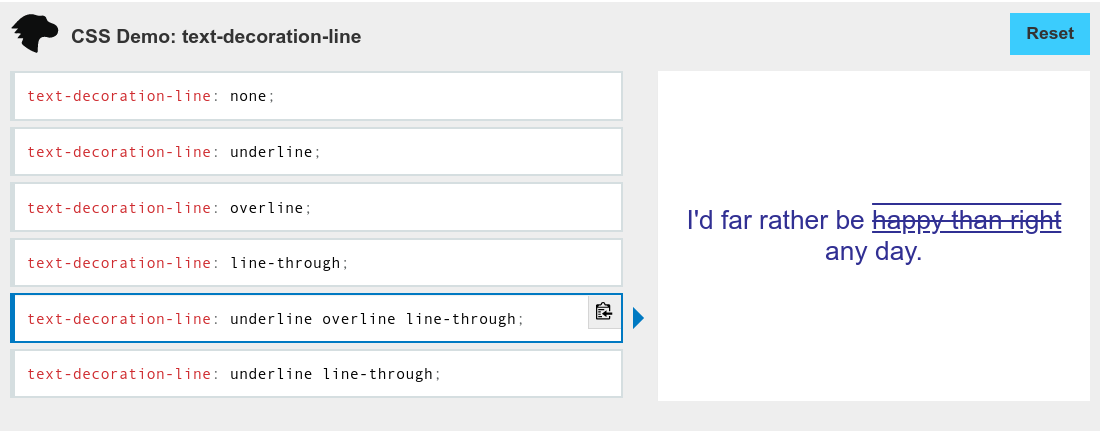 CSS Demo: text-decoration-line
Reset
text-decoration-line: none;
text-decoration-line: underline;
text-decoration-line: overline;
text-decoration-line: line-through;
text-decoration-line: underline overline line-through;
text-decoration-line: underline line-through;
I'd far rather be happy than right
any day.